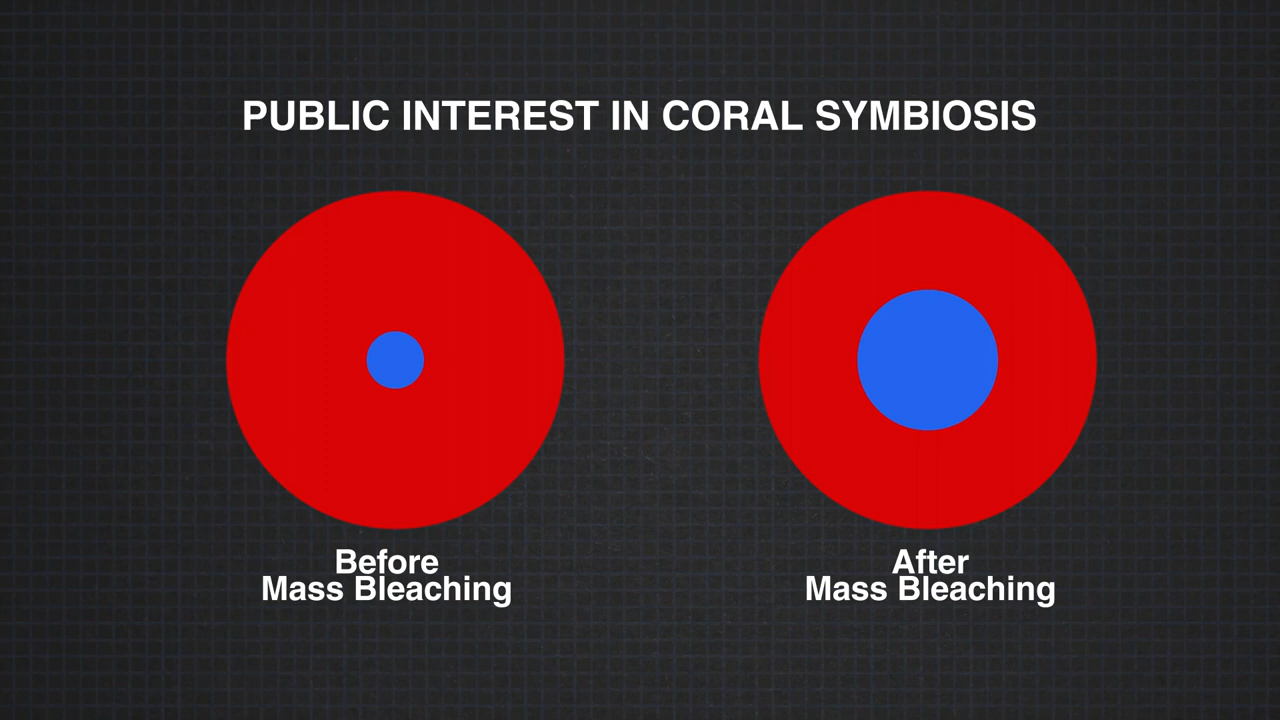 PUBLIC INTEREST IN CORAL SYMBIOSIS
Before
Mass Bleaching
After
Mass Bleaching